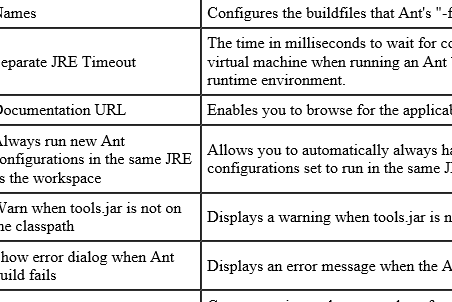 Names
Configures the buildfiles that Ant's "-f
eparate JRE Timeout
The time in milliseconds to wait for co
virtual machine when running an Ant
runtime environment.
Documentation URL
Enables you to browse for the applicab
Always run new Ant
onfigurations in the same JRE
s the workspace
Allows you to automatically always ha
configurations set to run in the same J
Warn when tools.jar is not on
he classpath
Displays a warning when tools.jar is n
how error dialog when Ant
uild fails
Displays an error message when the A